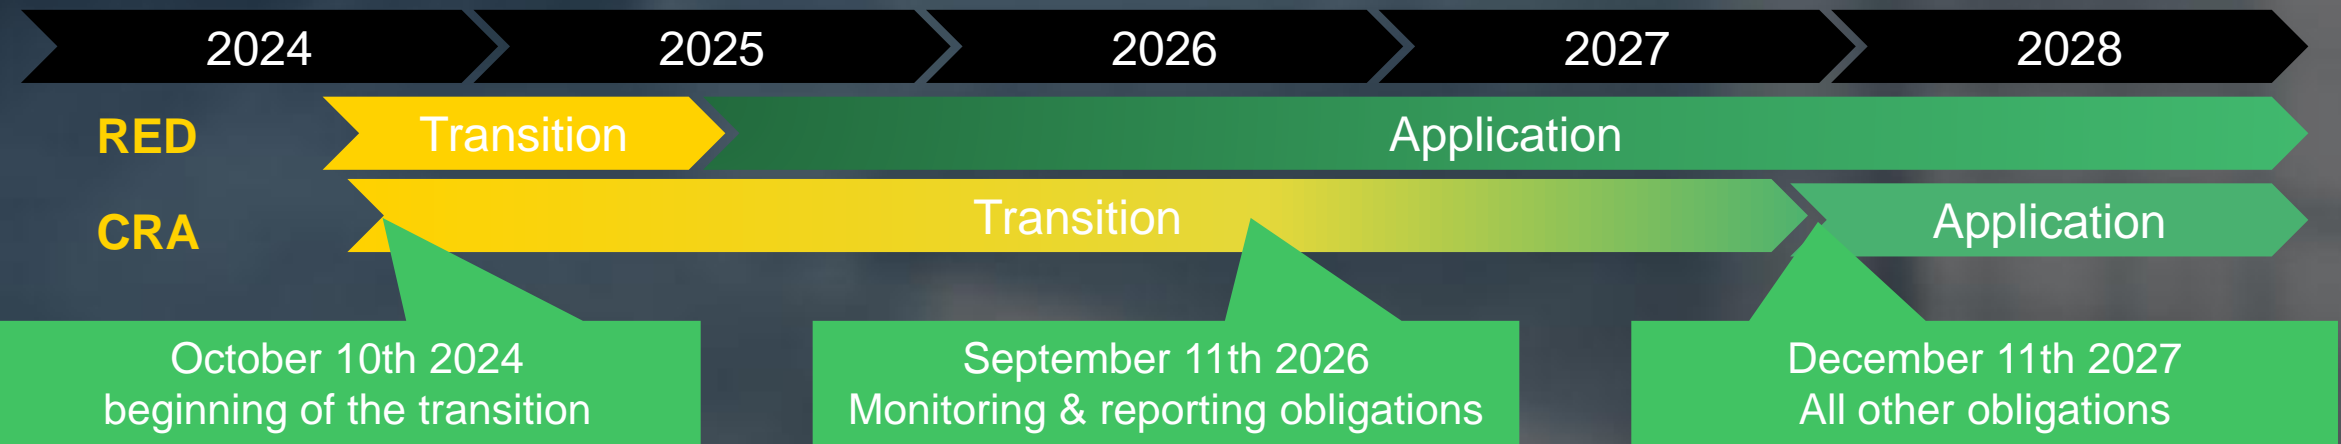 2024
2025
2026
2027
2028
RED
Transition
Application
CRA
Transition
Application
October 10th 2024
beginning of the transition
September 11th 2026
Monitoring & reporting obligations
December 11th 2027
All other obligations